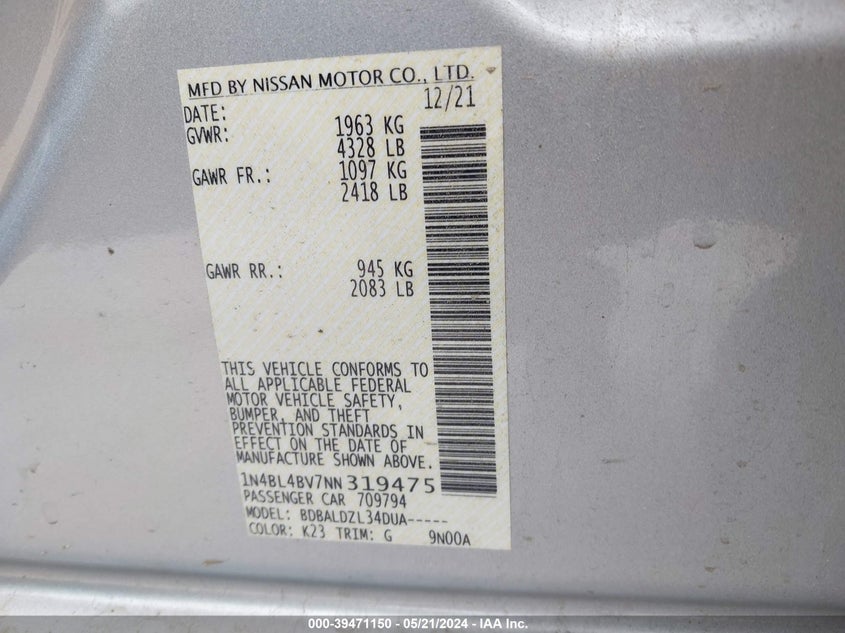 MFD BY NISSAN MOTOR CO., LTD.
DATE: 12/21
GVWR: 1963 KG
4328 LB
GAWR FR.: 1097 KG
2418 LB
GAWR RR.: 945 KG
2083 LB
THIS VEHICLE CONFORMS TO
ALL APPLICABLE FEDERAL
MOTOR VEHICLE SAFETY,
BUMPER, AND THEFT
PREVENTION STANDARDS IN
EFFECT ON THE DATE OF
MANUFACTURE SHOWN ABOVE.
1N4BL4BV7NN319475
PASSENGER CAR 709794
MODEL: BDBALDZL34DUA-----
COLOR: K23 TRIM: G 9N00A
000-39471150 - 05/21/2024 - IAA Inc.